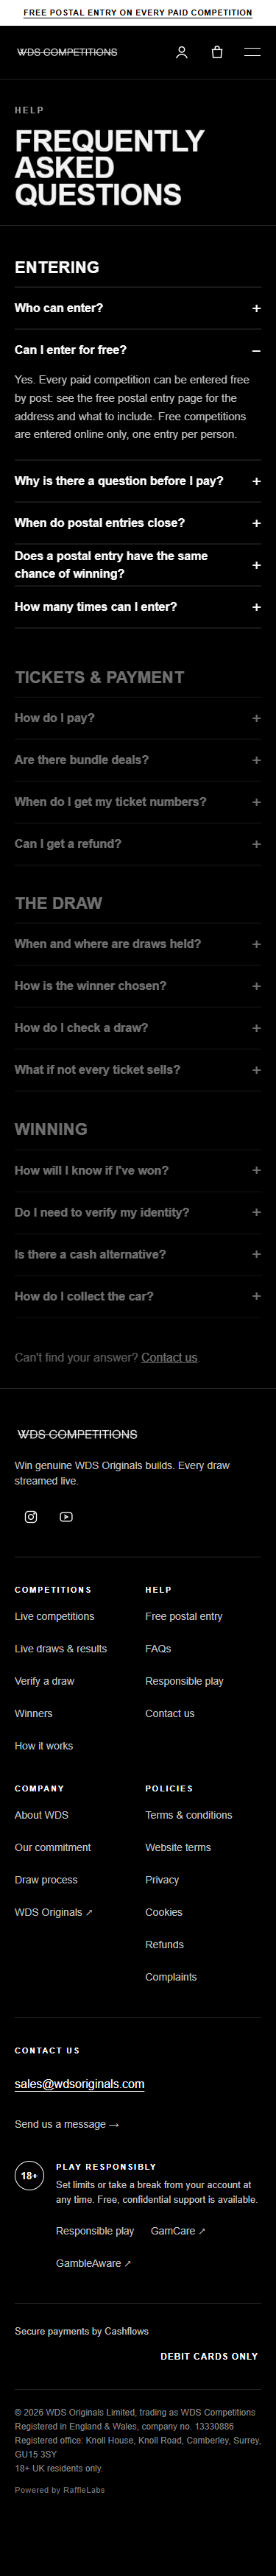 FREE POSTAL ENTRY ON EVERY PAID COMPETITION
WDS COMPETITIONS
HELP
FREQUENTLY
ASKED
QUESTIONS
ENTERING
Who can enter? +
Can I enter for free? –
Yes. Every paid competition can be entered free
by post: see the free postal entry page for the
address and what to include. Free competitions
are entered online only, one entry per person.
Why is there a question before I pay? +
When do postal entries close? +
Does a postal entry have the same
chance of winning? +
How many times can I enter? +
TICKETS & PAYMENT
How do I pay? +
Are there bundle deals? +
When do I get my ticket numbers? +
Can I get a refund? +
THE DRAW
When and where are draws held? +
How is the winner chosen? +
How do I check a draw? +
What if not every ticket sells? +
WINNING
How will I know if I've won? +
Do I need to verify my identity? +
Is there a cash alternative? +
How do I collect the car? +
Can't find your answer? Contact us.
WDS COMPETITIONS
Win genuine WDS Originals builds. Every draw
streamed live.
COMPETITIONS
Live competitions
Live draws & results
Verify a draw
Winners
How it works
HELP
Free postal entry
FAQs
Responsible play
Contact us
COMPANY
About WDS
Our commitment
Draw process
WDS Originals ↗
POLICIES
Terms & conditions
Website terms
Privacy
Cookies
Refunds
Complaints
CONTACT US
sales@wdsoriginals.com
Send us a message →
18+
PLAY RESPONSIBLY
Set limits or take a break from your account at
any time. Free, confidential support is available.
Responsible play GamCare ↗
GambleAware ↗
Secure payments by Cashflows
DEBIT CARDS ONLY
© 2026 WDS Originals Limited, trading as WDS Competitions
Registered in England & Wales, company no. 13330886
Registered office: Knoll House, Knoll Road, Camberley, Surrey,
GU15 3SY
18+ UK residents only.
Powered by RaffleLabs